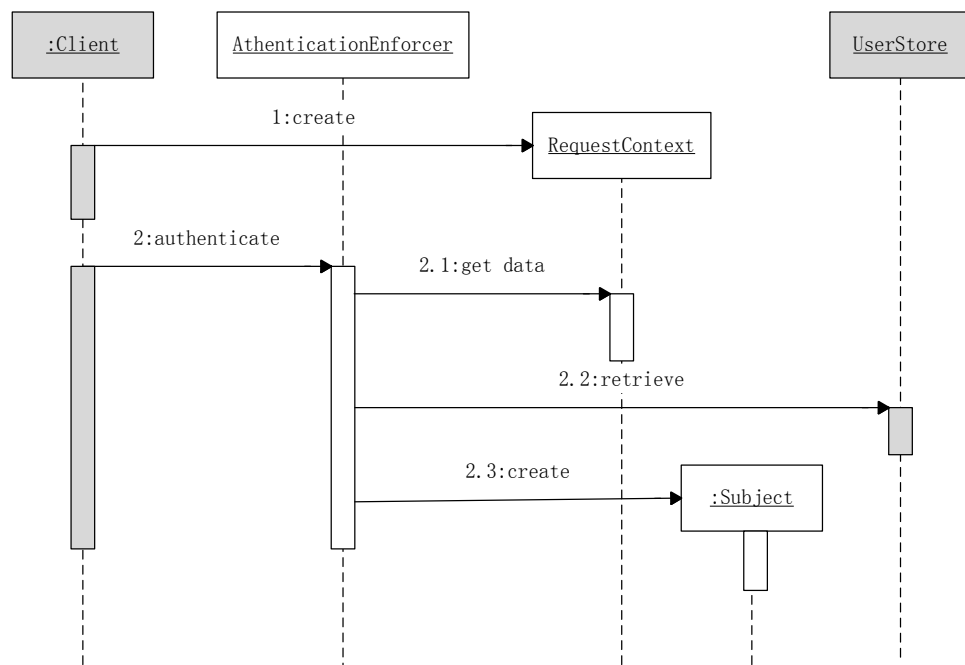 :Client
AthenticationEnforcer
UserStore
1:create
RequestContext
2:authenticate
2.1:get data
2.2:retrieve
2.3:create
:Subject